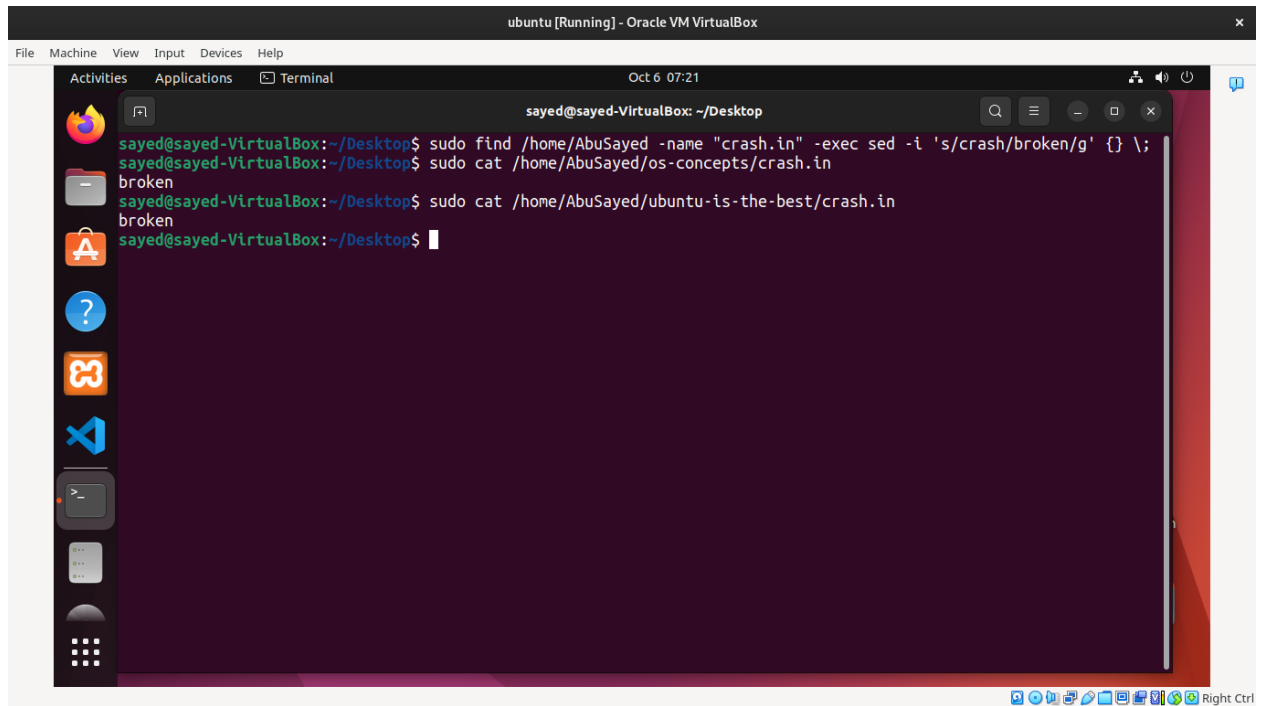 ubuntu [Running] - Oracle VM VirtualBox
File Machine View Input Devices Help
Activities Applications Terminal Oct 6 07:21
sayed@sayed-VirtualBox: ~/Desktop
sayed@sayed-VirtualBox:~/Desktop$ sudo find /home/AbuSayed -name "crash.in" -exec sed -i 's/crash/broken/g' {} \;
sayed@sayed-VirtualBox:~/Desktop$ sudo cat /home/AbuSayed/os-concepts/crash.in
broken
sayed@sayed-VirtualBox:~/Desktop$ sudo cat /home/AbuSayed/ubuntu-is-the-best/crash.in
broken
sayed@sayed-VirtualBox:~/Desktop$
Right Ctrl